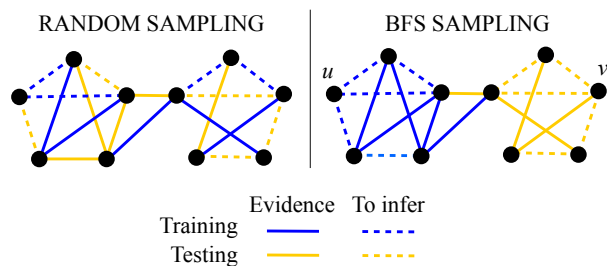 RANDOM SAMPLING
BFS SAMPLING
u
v
Evidence To infer
Training
Testing